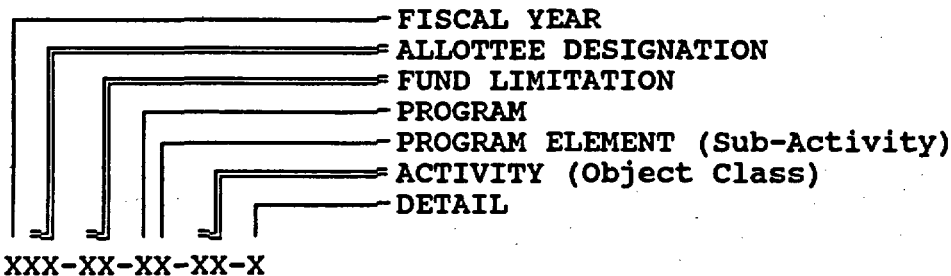 FISCAL YEAR
ALLOTTEE DESIGNATION
FUND LIMITATION
PROGRAM
PROGRAM ELEMENT (Sub-Activity)
ACTIVITY (Object Class)
DETAIL
XXX-XX-XX-XX-X